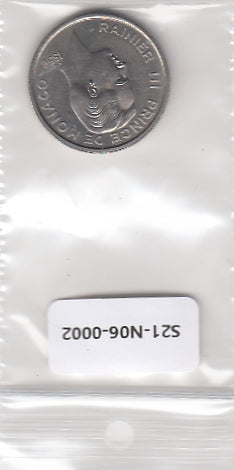 RAINIER III PRINCE DE MONACO
S21-N06-0002